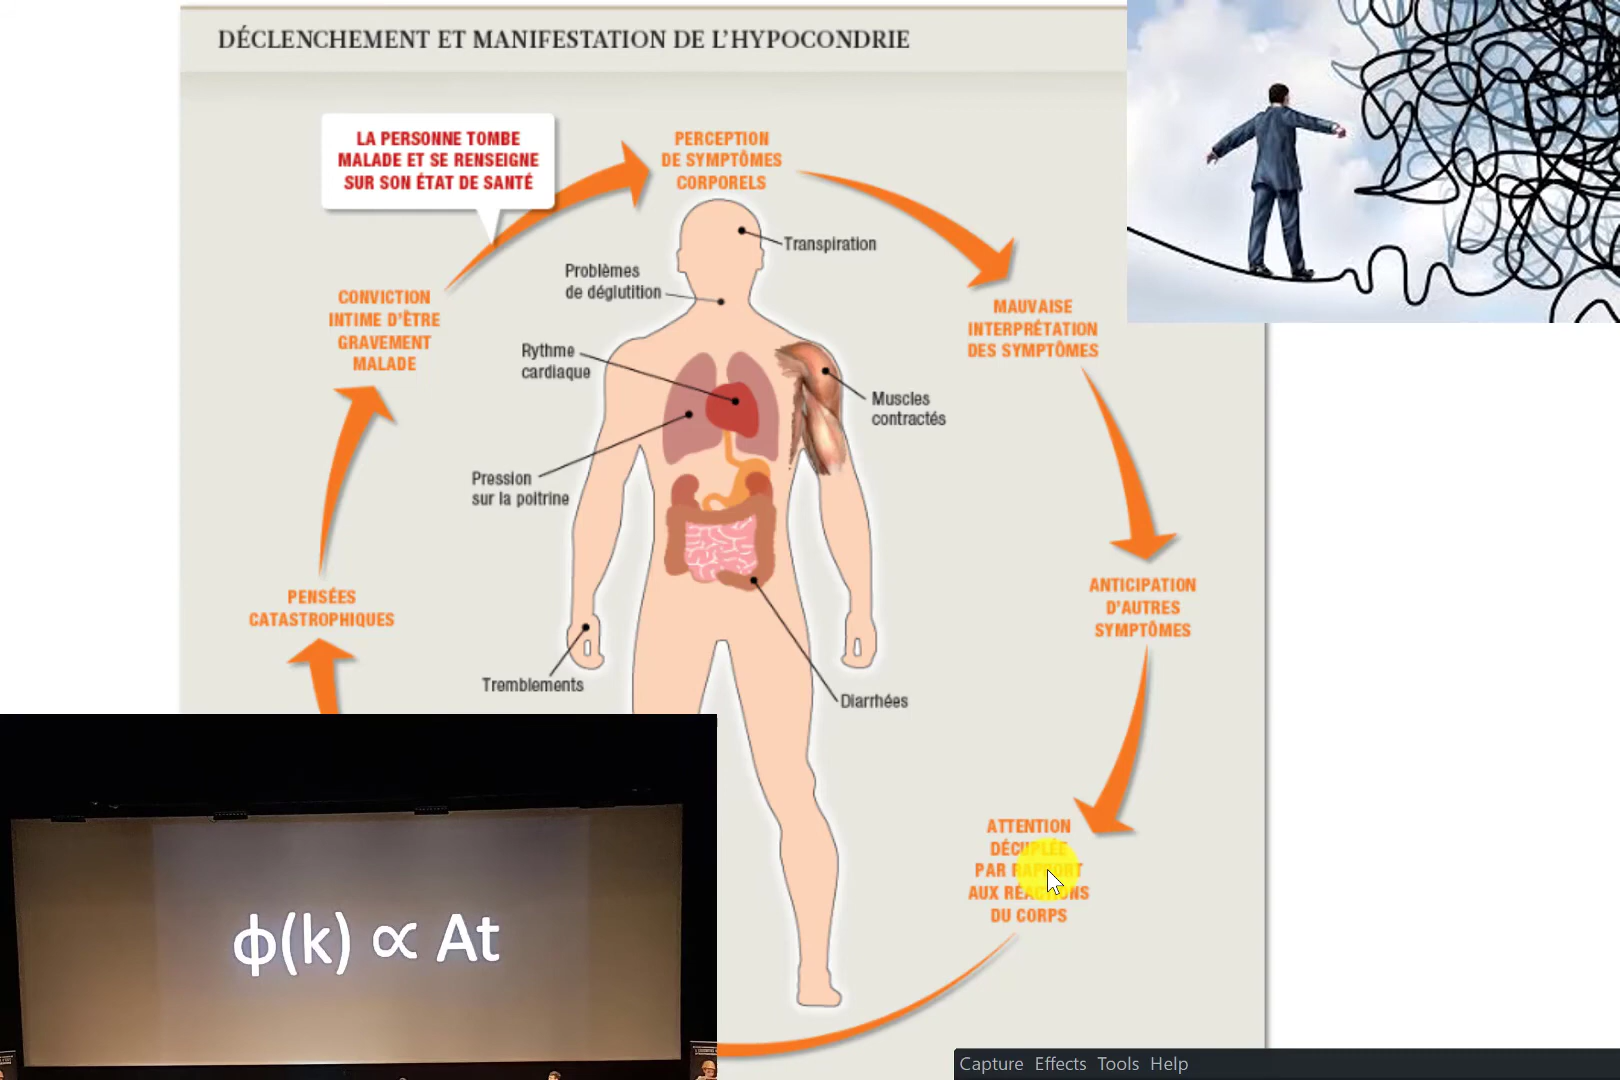 DÉCLENCHEMENT ET MANIFESTATION DE L'HYPOCONDRIE
LA PERSONNE TOMBE
MALADE ET SE RENSEIGNE
SUR SON ÉTAT DE SANTÉ
PERCEPTION
DE SYMPTÔMES
CORPORELS
Transpiration
Problèmes
de déglutition
CONVICTION
INTIME D'ÊTRE
GRAVEMENT
MALADE
MAUVAISE
INTERPRÉTATION
DES SYMPTÔMES
Rythme
cardiaque
Muscles
contractés
Pression
sur la poitrine
PENSÉES
CATASTROPHIQUES
ANTICIPATION
D'AUTRES
SYMPTÔMES
Tremblements
Diarrhées
ATTENTION
DÉCUPLÉE
PAR RAPPORT
AUX RÉACTIONS
DU CORPS
ϕ(k) ∝ At
Capture Effects Tools Help